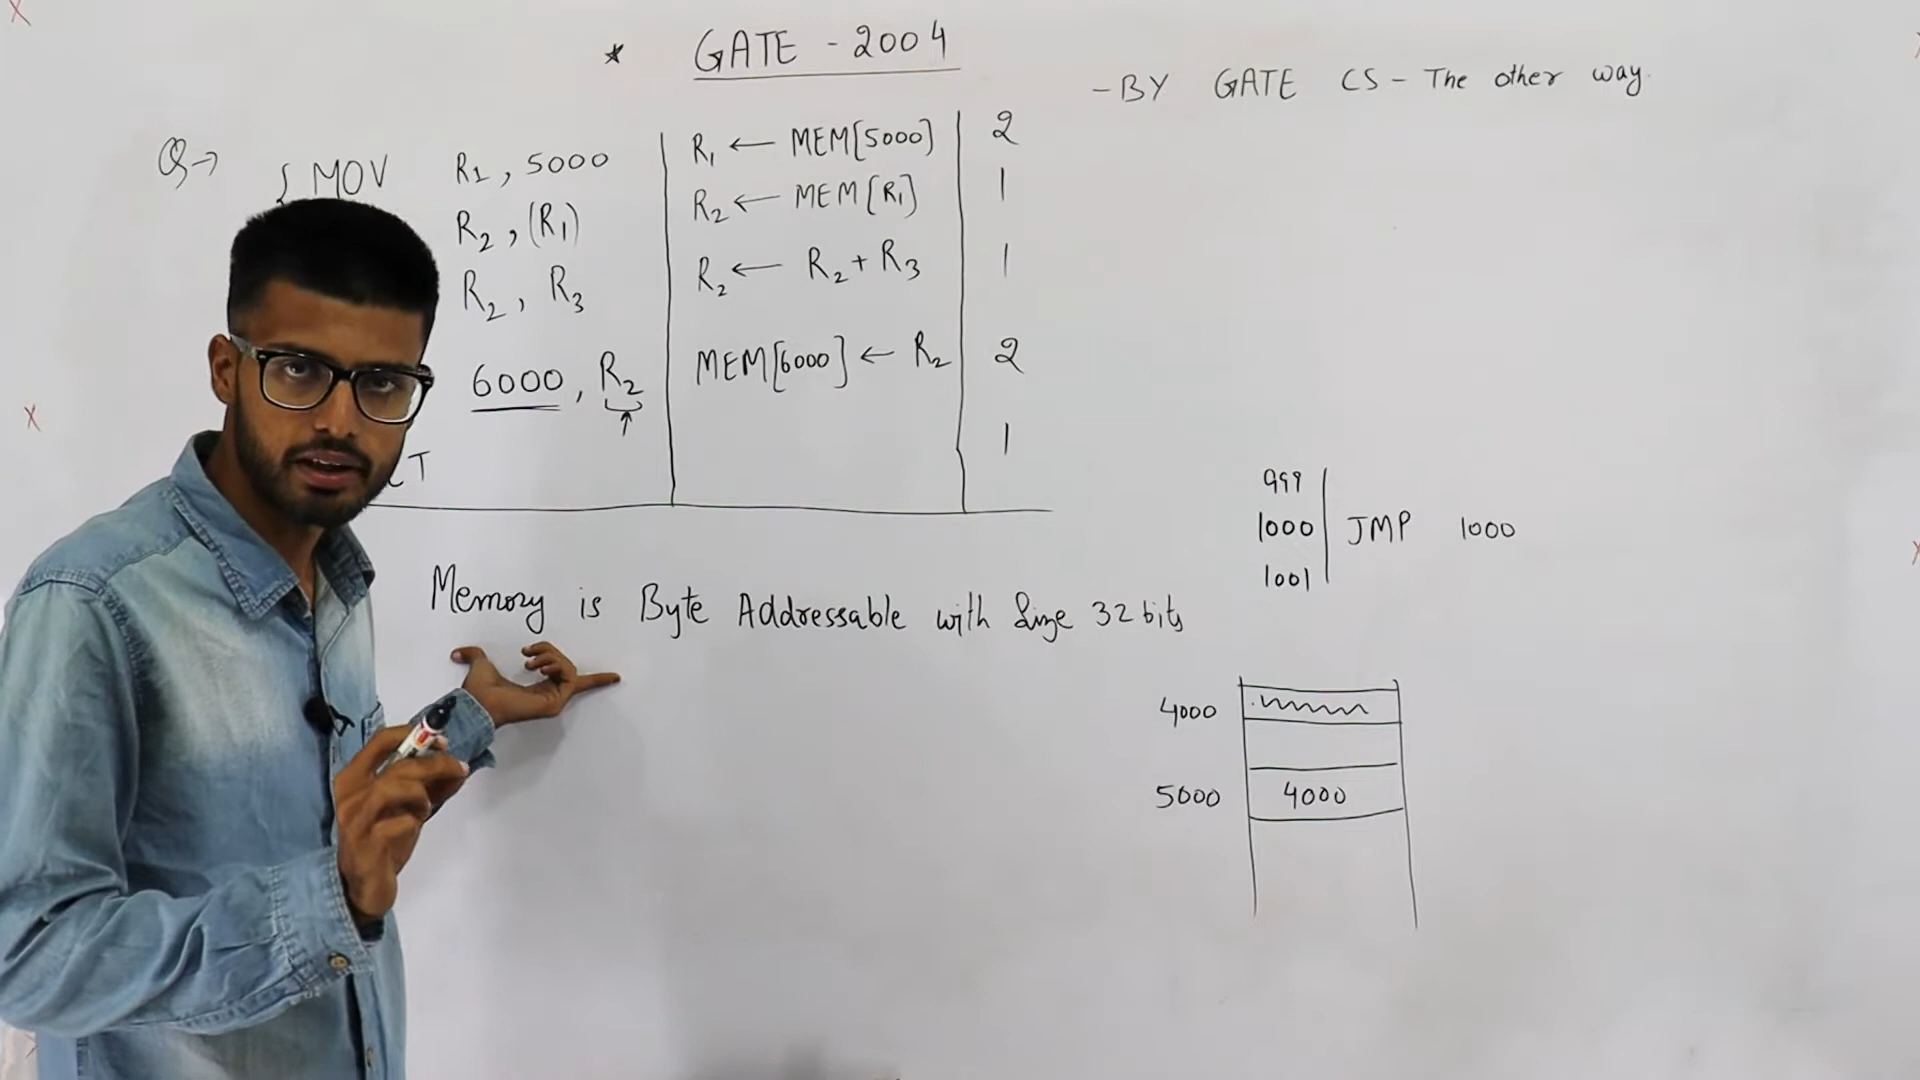 * GATE - 2004
- BY GATE CS - The other way.
Q→ { MOV R1, 5000 R1 ← MEM[5000] 2
R2, (R1) R2 ← MEM[R1] 1
R2, R3 R2 ← R2 + R3 1
6000, R2 MEM[6000] ← R2 2
LT 1
999
1000 JMP 1000
1001
Memory is Byte Addressable with Size 32 bits
4000
5000 4000